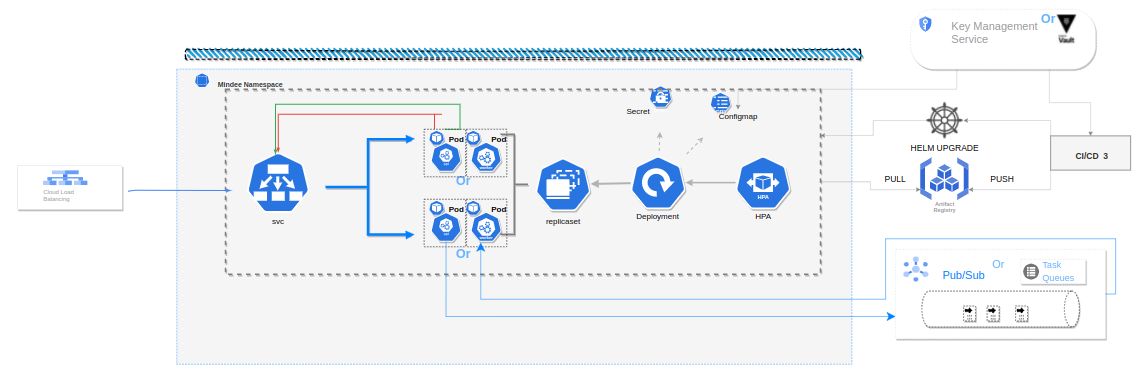 Key Management
Service
Or
Vault
Mindee Namespace
Secret
Configmap
Pod
Pod
Or
HELM UPGRADE
CI/CD 3
PULL
PUSH
Cloud Load
Balancing
svc
replicaset
Deployment
HPA
HPA
Artifact
Registry
Pod
Pod
Or
Pub/Sub
Or
Task
Queues